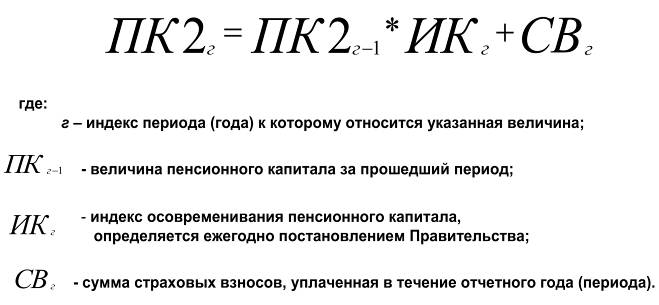 ПК2г = ПК2г–1 * ИКг + СВг
где:
г – индекс периода (года) к которому относится указанная величина;
ПКг–1 - величина пенсионного капитала за прошедший период;
ИКг - индекс осовременивания пенсионного капитала,
определяется ежегодно постановлением Правительства;
СВг - сумма страховых взносов, уплаченная в течение отчетного года (периода).